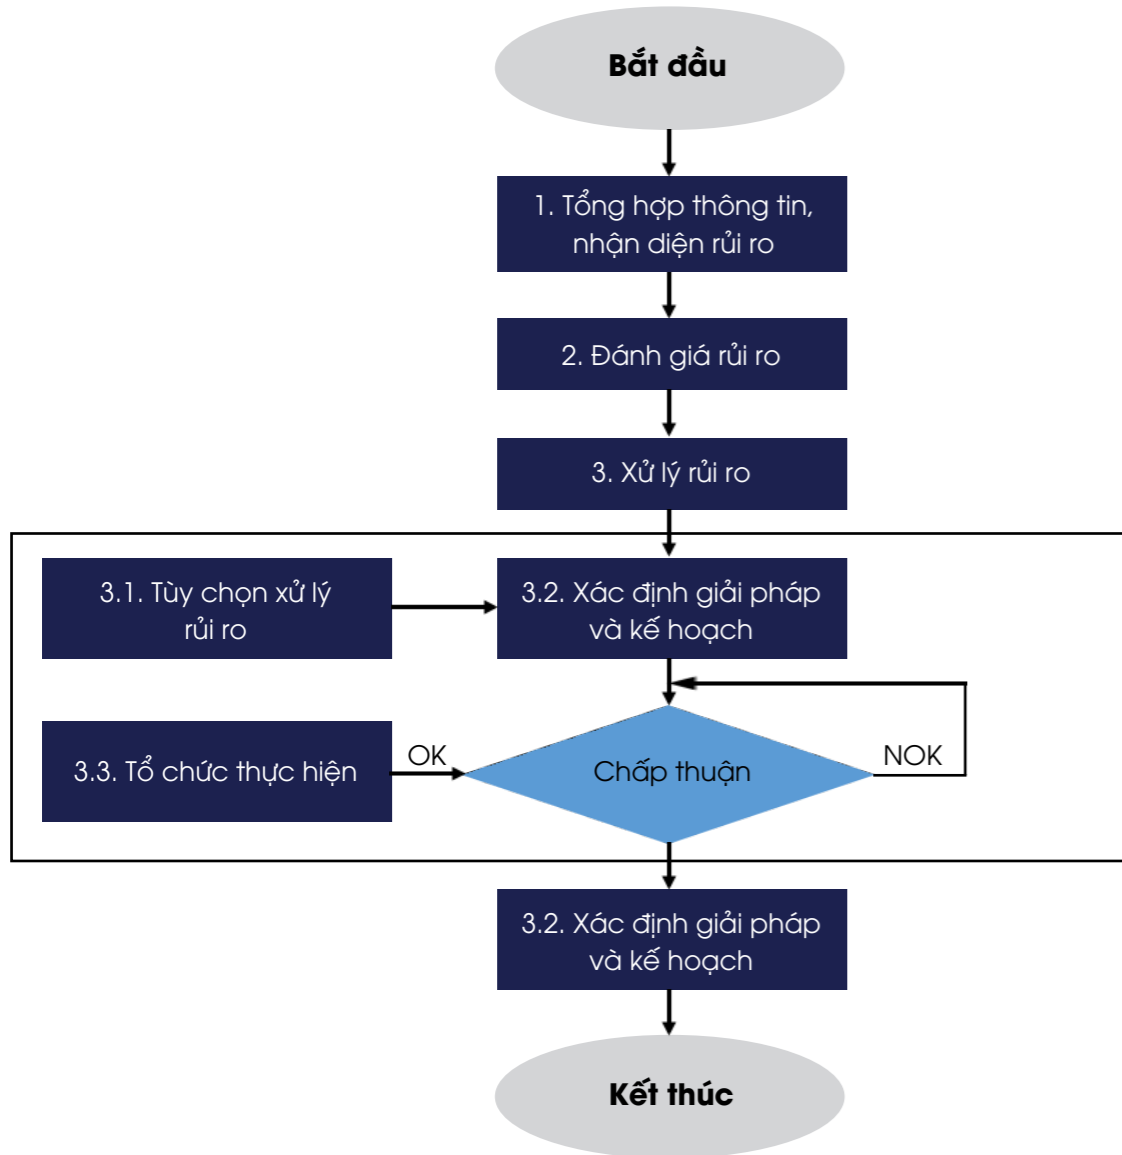 Bắt đầu
1. Tổng hợp thông tin,
nhận diện rủi ro
2. Đánh giá rủi ro
3. Xử lý rủi ro
3.1. Tùy chọn xử lý
rủi ro
3.2. Xác định giải pháp
và kế hoạch
3.3. Tổ chức thực hiện
OK
Chấp thuận
NOK
3.2. Xác định giải pháp
và kế hoạch
Kết thúc